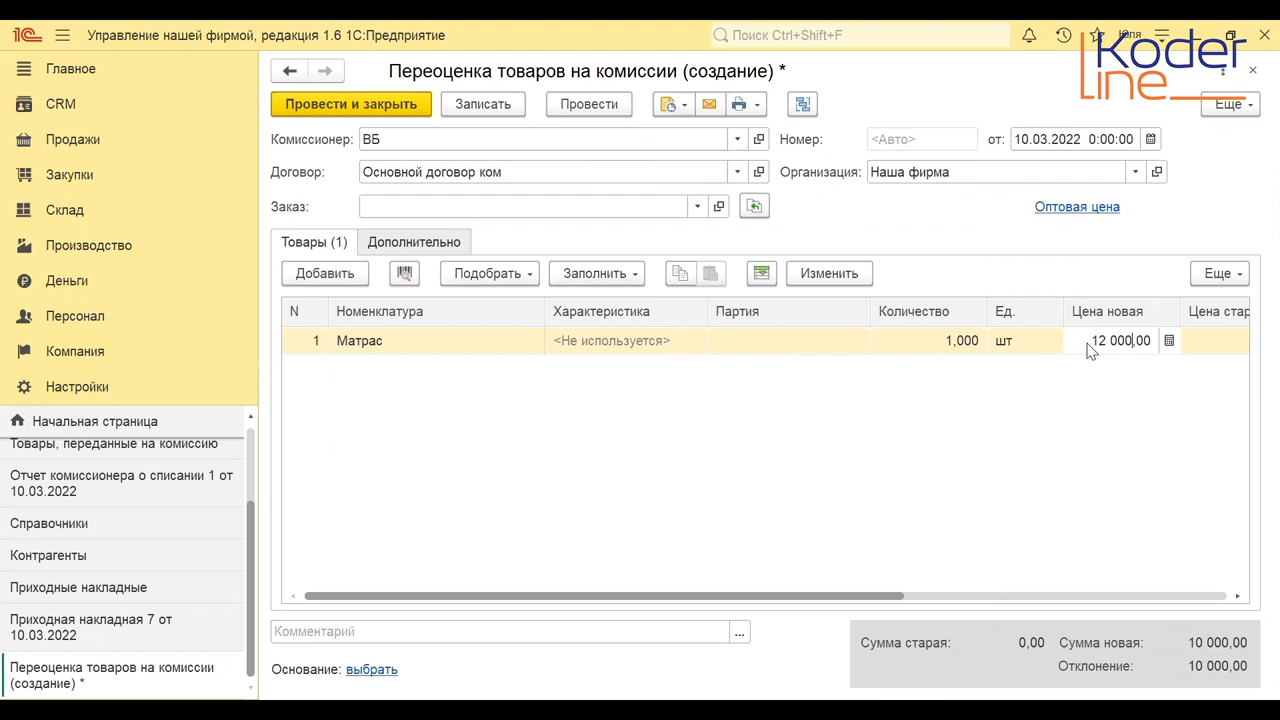 1С Управление нашей фирмой, редакция 1.6 1С:Предприятие
Поиск Ctrl+Shift+F
Юля
Koder
line
Главное
CRM
Продажи
Закупки
Склад
Производство
Деньги
Персонал
Компания
Настройки
Начальная страница
Товары, переданные на комиссию
Отчет комиссионера о списании 1 от
10.03.2022
Справочники
Контрагенты
Приходные накладные
Приходная накладная 7 от
10.03.2022
Переоценка товаров на комиссии
(создание) *
Переоценка товаров на комиссии (создание) *
Провести и закрыть Записать Провести Еще
Комиссионер: ВБ Номер: <Авто> от: 10.03.2022 0:00:00
Договор: Основной договор ком Организация: Наша фирма
Заказ: Оптовая цена
Товары (1) Дополнительно
Добавить Подобрать Заполнить Изменить Еще
N Номенклатура Характеристика Партия Количество Ед. Цена новая Цена стар
1 Матрас <Не используется> 1,000 шт 12 000,00
Комментарий ...
Сумма старая: 0,00 Сумма новая: 10 000,00
Основание: выбрать Отклонение: 10 000,00